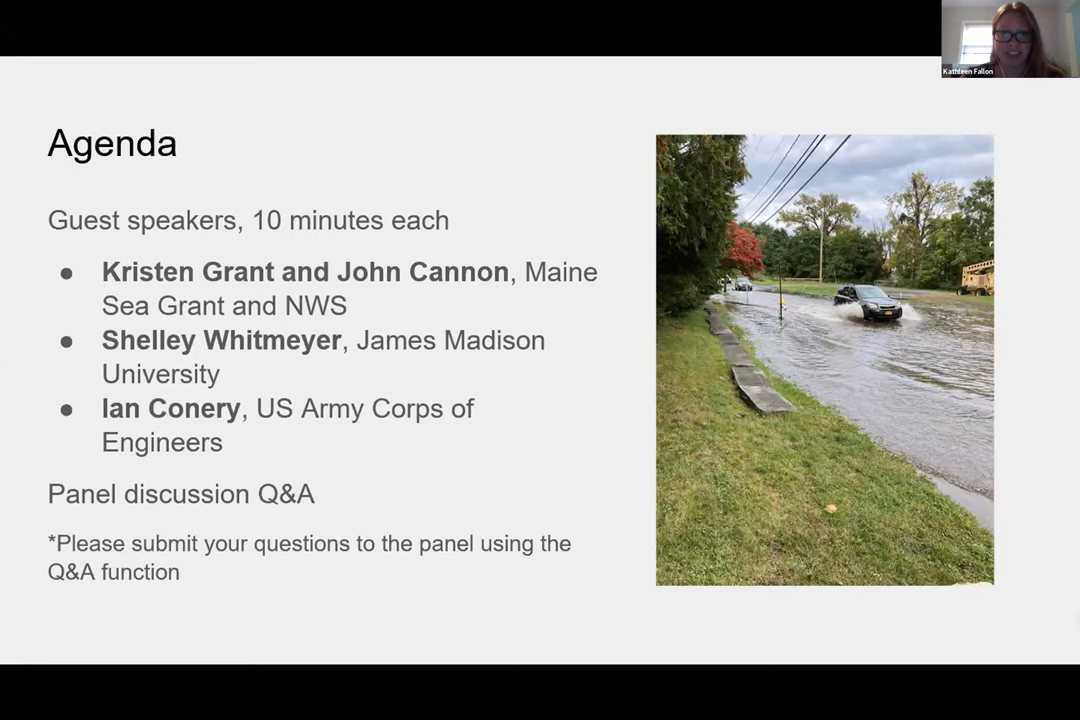 Kathleen Fallon
Agenda
Guest speakers, 10 minutes each
● Kristen Grant and John Cannon, Maine
Sea Grant and NWS
● Shelley Whitmeyer, James Madison
University
● Ian Conery, US Army Corps of
Engineers
Panel discussion Q&A
*Please submit your questions to the panel using the
Q&A function